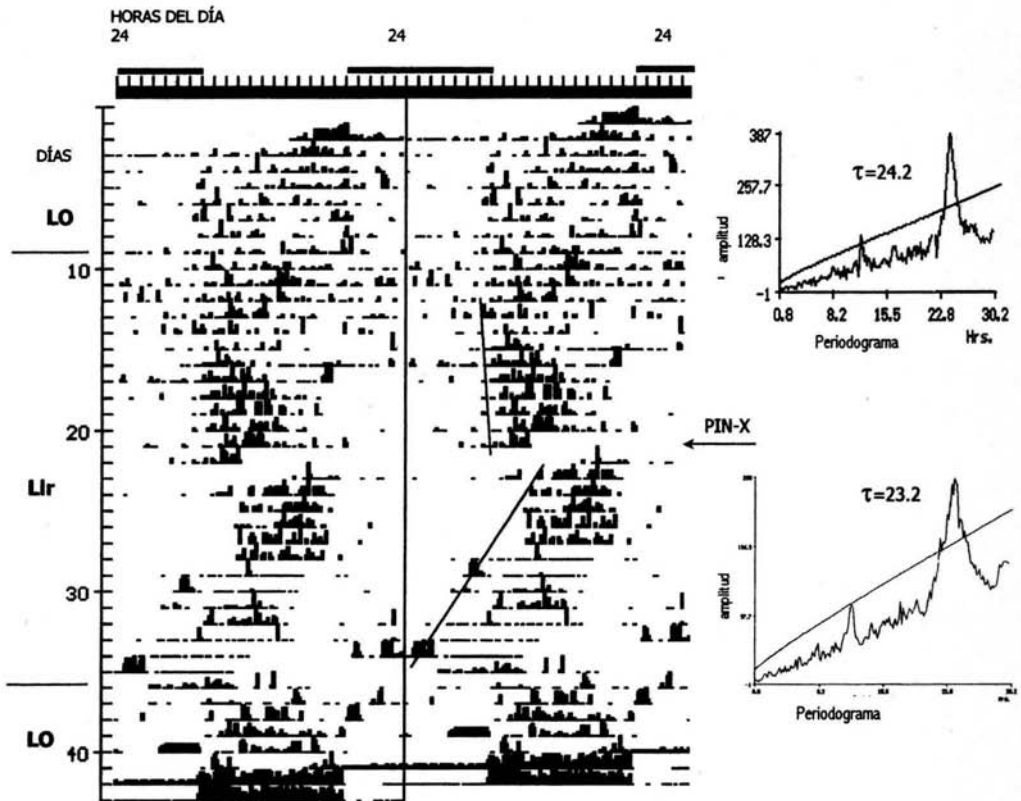 HORAS DEL DÍA
24 24 24
DÍAS
LO
10
20
LIr
30
LO
40
PIN-X
387
257.7
128.3
-1
amplitud
τ=24.2
0.8 8.2 15.5 22.8 30.2
Periodograma Hrs.
τ=23.2
amplitud
Periodograma